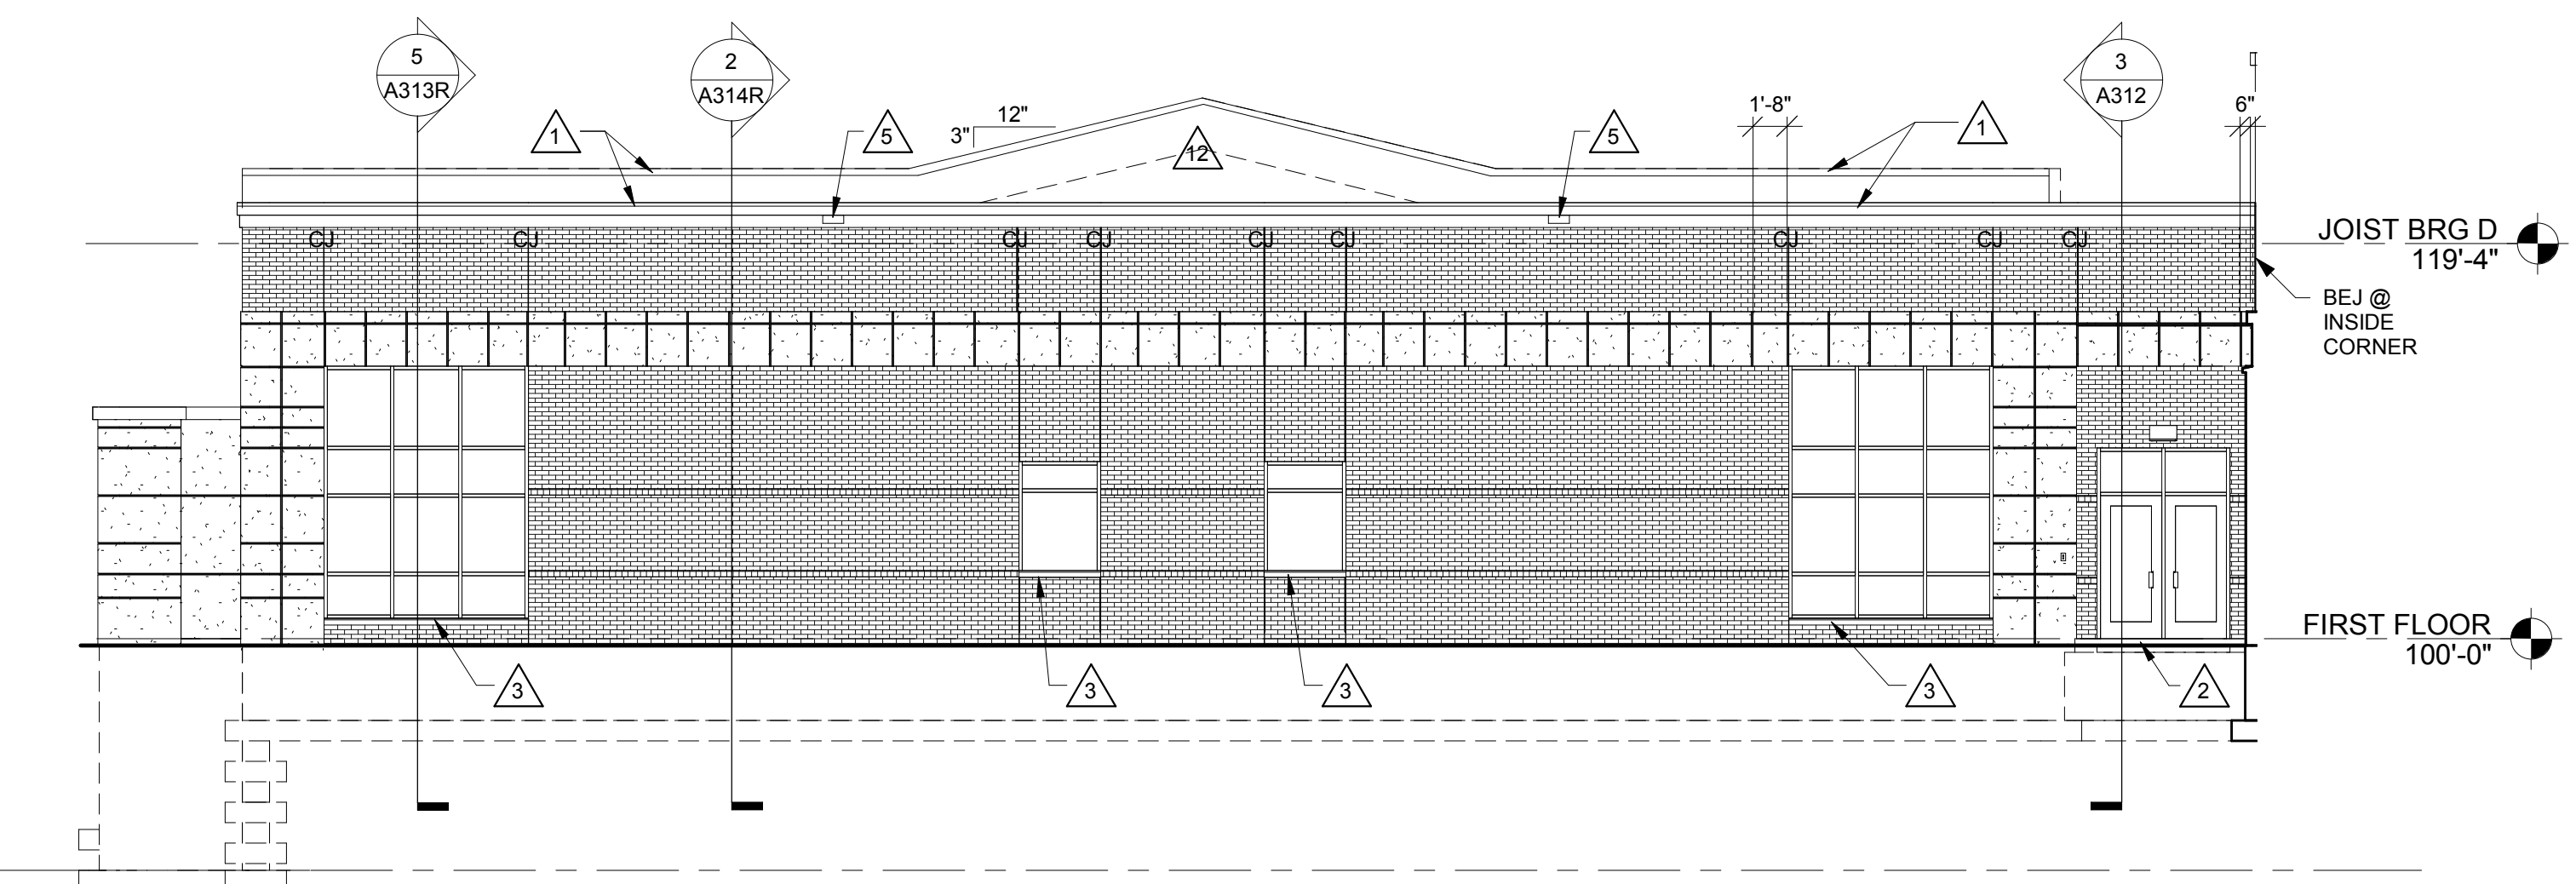 5
A313R
2
A314R
3
A312
1
5
3"
12"
12
5
1'-8"
1
6"
CJ
CJ
CJ
CJ
CJ
CJ
CJ
CJ
CJ
JOIST BRG D
119'-4"
BEJ @
INSIDE
CORNER
FIRST FLOOR
100'-0"
3
3
3
3
2